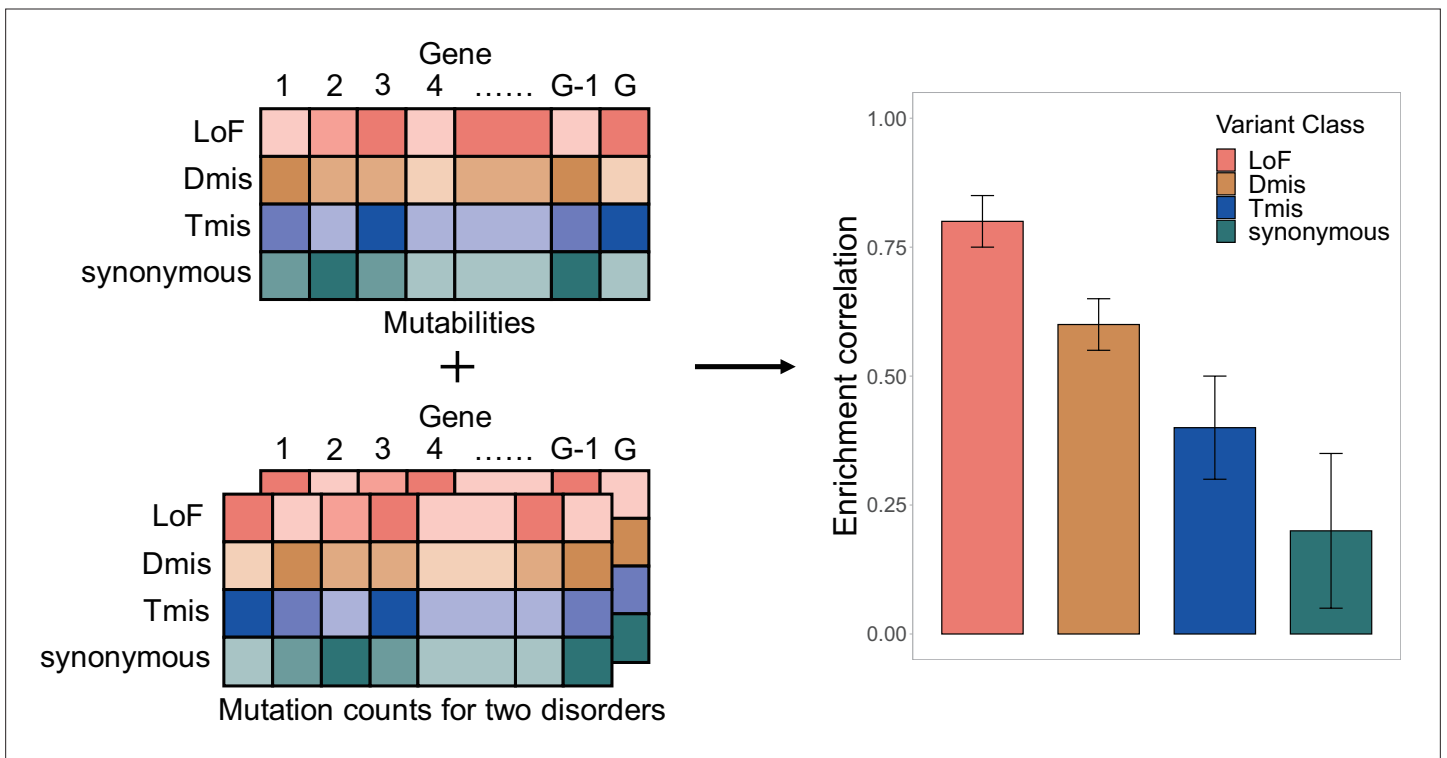 Gene
1 2 3 4 …… G-1 G
LoF
Dmis
Tmis
synonymous
Mutabilities
+
Gene
1 2 3 4 …… G-1 G
LoF
Dmis
Tmis
synonymous
Mutation counts for two disorders
Enrichment correlation
1.00
0.75
0.50
0.25
0.00
Variant Class
LoF
Dmis
Tmis
synonymous